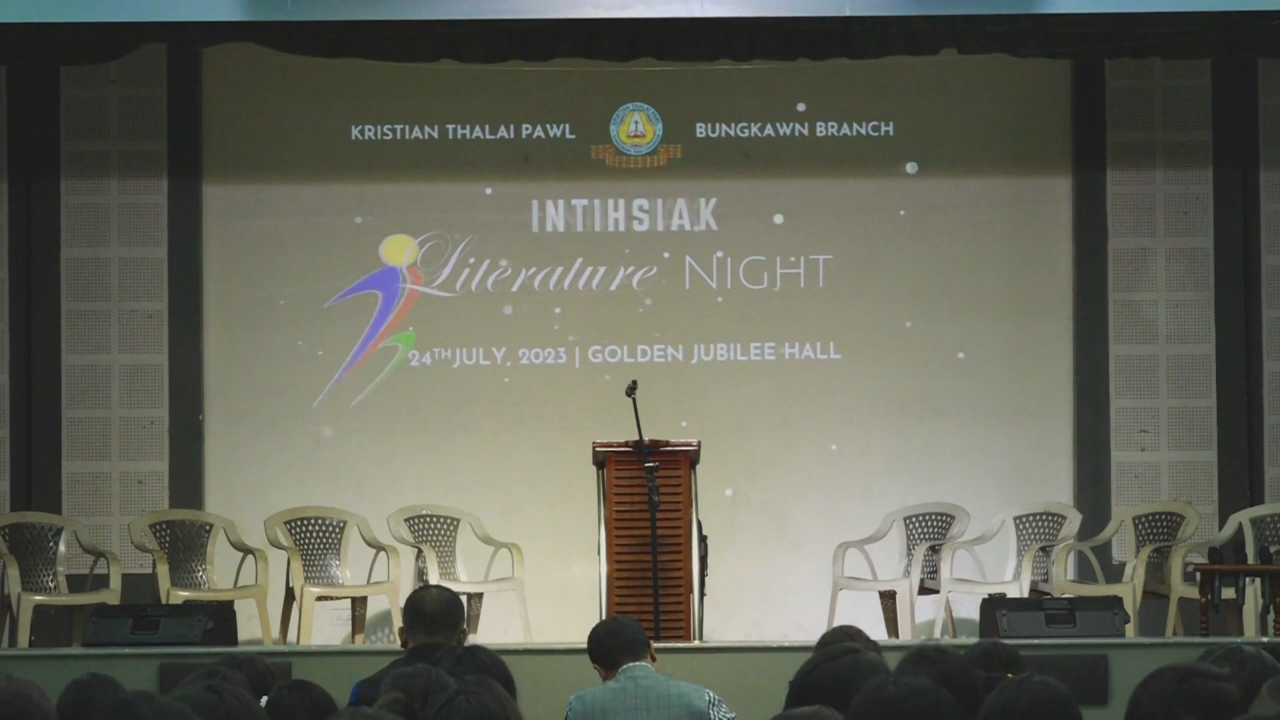 KRISTIAN THALAI PAWL BUNGKAWN BRANCH
INTIHSIAK
Literature NIGHT
24TH JULY, 2023 | GOLDEN JUBILEE HALL